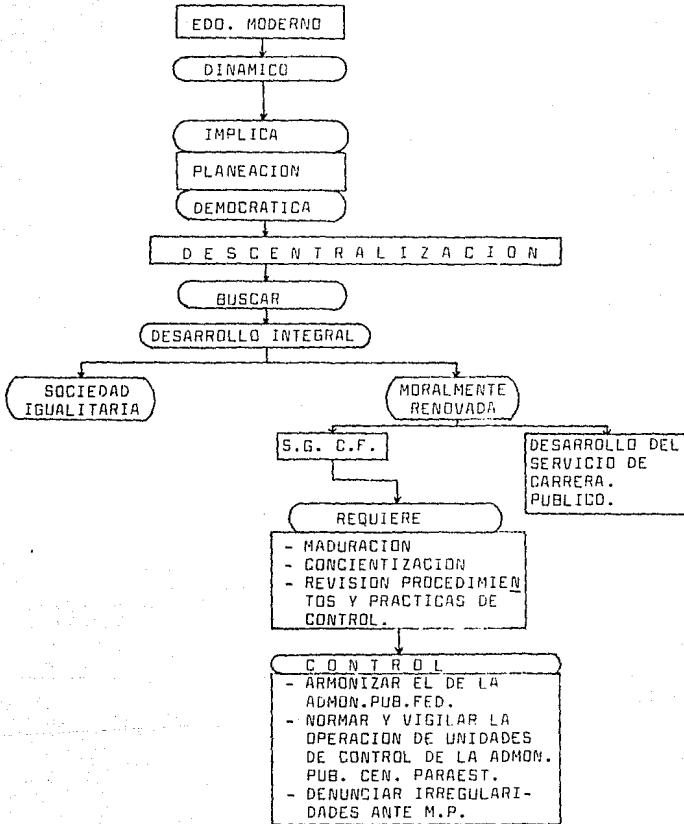 EDO. MODERNO
DINAMICO
IMPLICA
PLANEACION
DEMOCRATICA
D E S C E N T R A L I Z A C I O N
BUSCAR
DESARROLLO INTEGRAL
SOCIEDAD
IGUALITARIA
MORALMENTE
RENOVADA
S.G. C.F.
DESARROLLO DEL
SERVICIO DE
CARRERA.
PUBLICO.
REQUIERE
- MADURACION
- CONCIENTIZACION
- REVISION PROCEDIMIEN
TOS Y PRACTICAS DE
CONTROL.
C O N T R O L
- ARMONIZAR EL DE LA
ADMON.PUB.FED.
- NORMAR Y VIGILAR LA
OPERACION DE UNIDADES
DE CONTROL DE LA ADMON.
PUB. CEN. PARAEST.
- DENUNCIAR IRREGULARI-
DADES ANTE M.P.